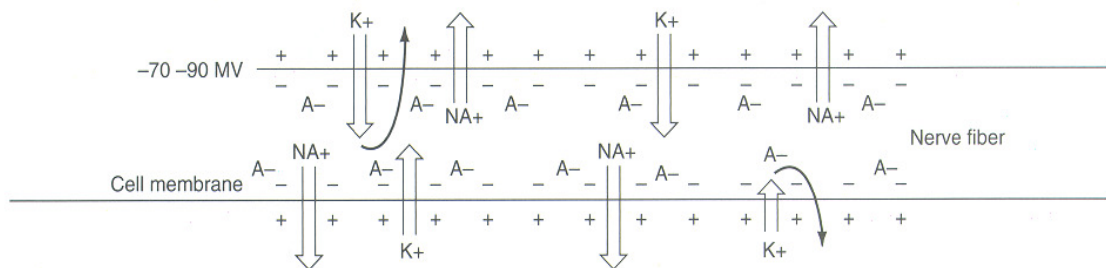 K+ K+
+ + + + + + + + + + + + +
–70 –90 MV
– – – – – – – – – – – – –
A– A– A– A– A– A–
NA+ NA+
Nerve fiber
NA+ NA+ A–
A– A– A– A– A– A–
Cell membrane – – – – – – – – – – – – –
+ + + + + + + + + + + + +
K+ K+